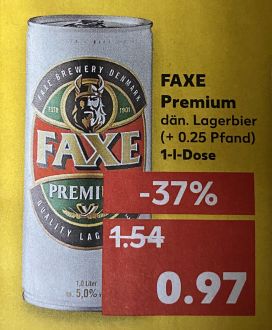 FAXE BREWERY DENMARK
ESTD 1901
FAXE
PREMIUM
QUALITY LAG
1,0 Liter
5,0%
FAXE
Premium
dän. Lagerbier
(+ 0.25 Pfand)
1-l-Dose
-37%
1.54
0.97